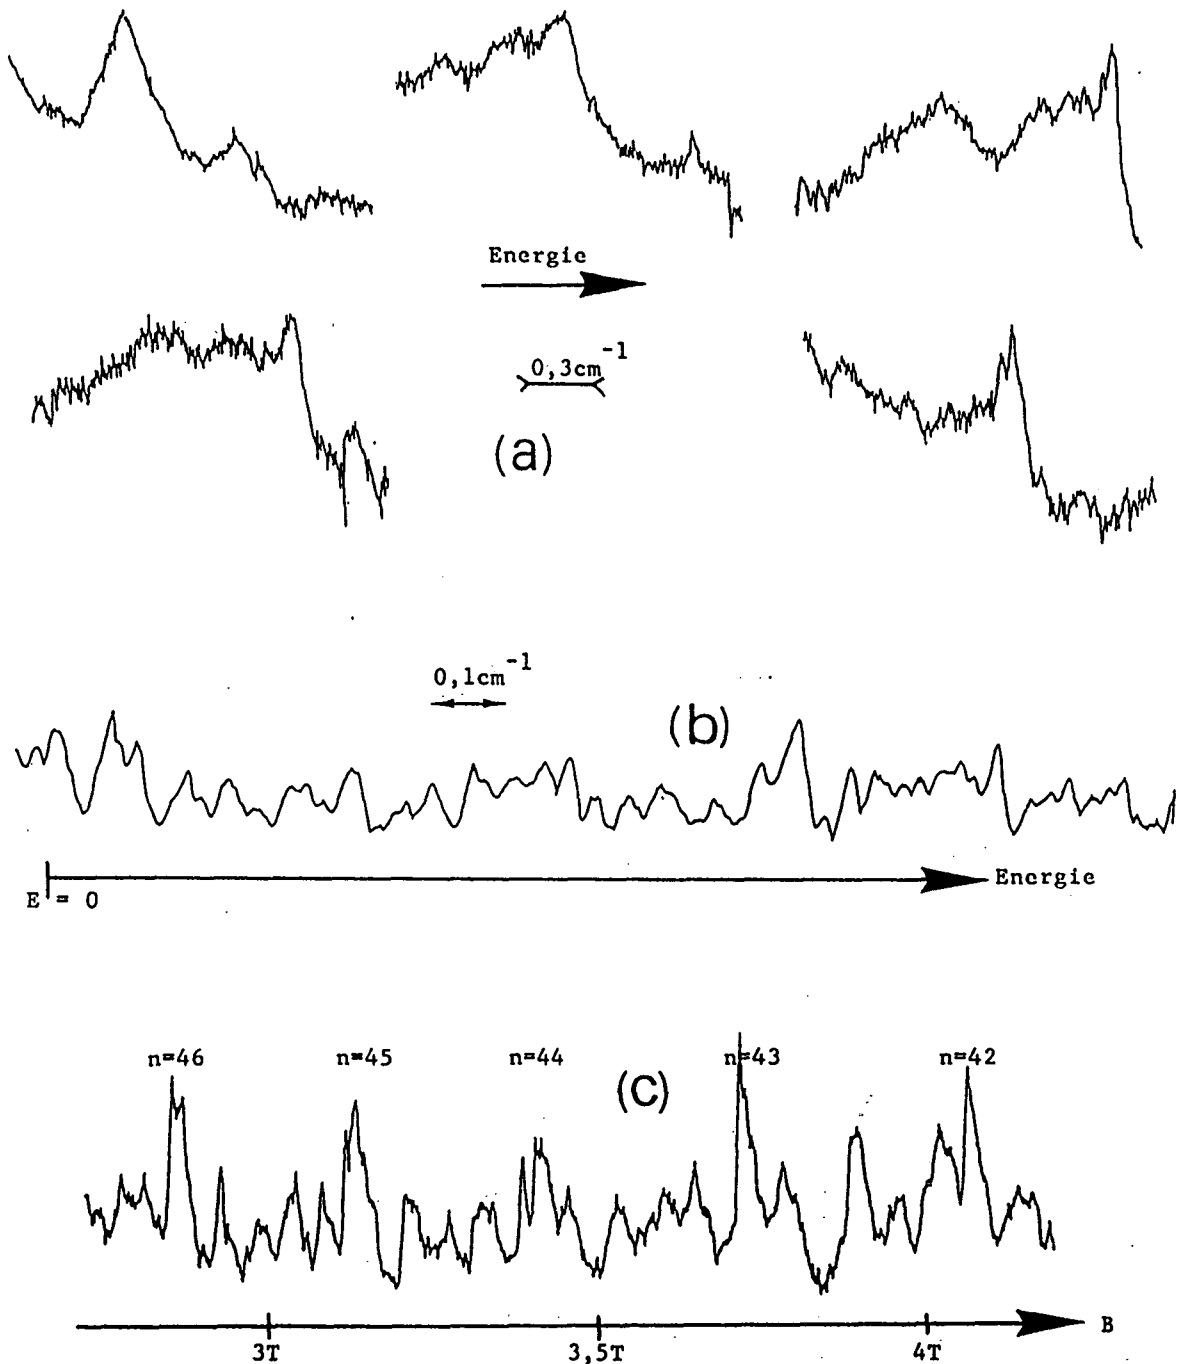 Energie
0,3cm-1
(a)
0,1cm-1
(b)
E = 0
Energie
n=46 n=45 n=44 n=43 n=42
(c)
3T 3,5T 4T B